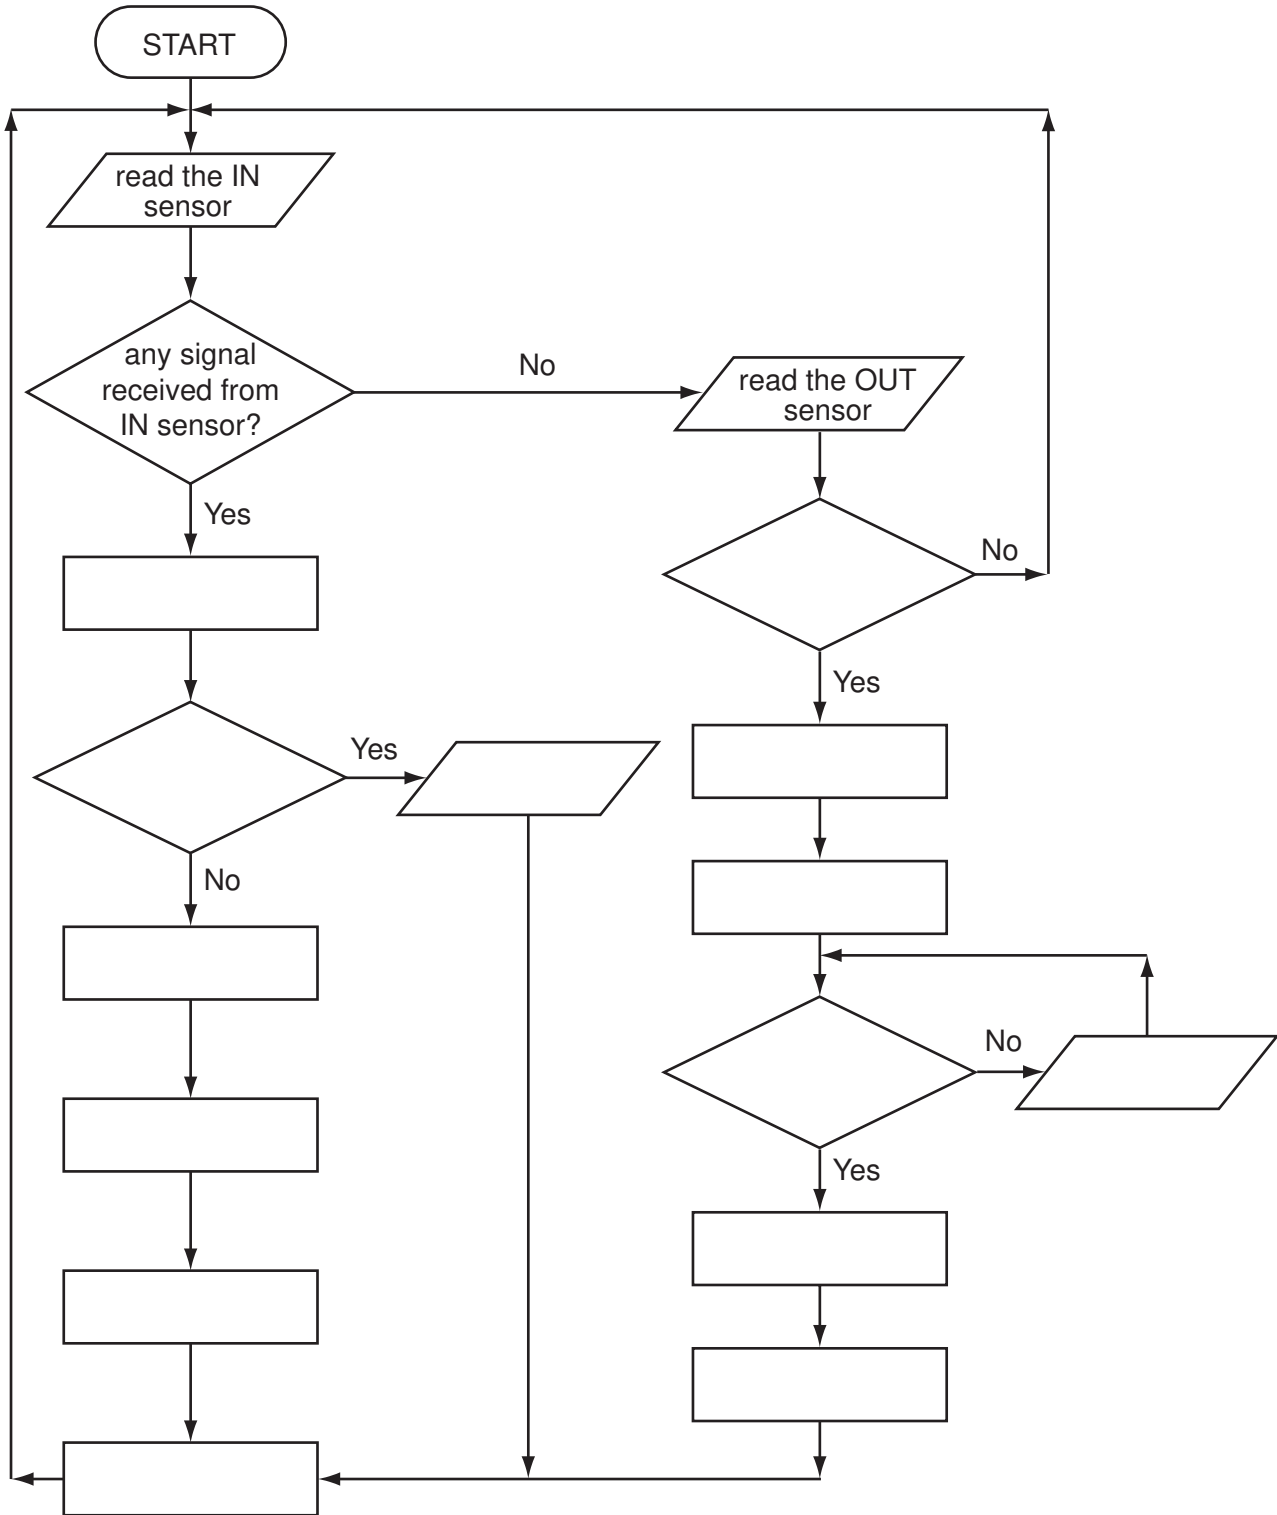 START
read the IN
sensor
any signal
received from
IN sensor?
No
read the OUT
sensor
Yes
No
Yes
Yes
No
No
Yes